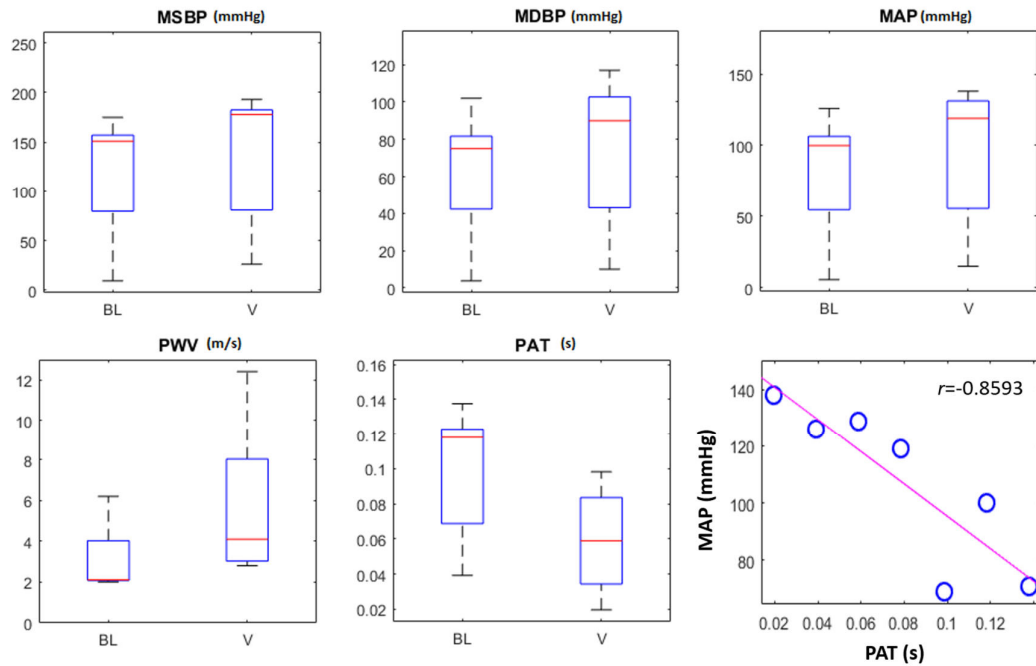 MSBP (mmHg)
250
200
150
100
50
0
BL V
MDBP (mmHg)
120
100
80
60
40
20
0
BL V
MAP (mmHg)
150
100
50
0
BL V
PWV (m/s)
12
10
8
6
4
2
0
BL V
PAT (s)
0.16
0.14
0.12
0.1
0.08
0.06
0.04
0.02
BL V
r=-0.8593
MAP (mmHg)
140
120
100
80
0.02 0.04 0.06 0.08 0.1 0.12
PAT (s)